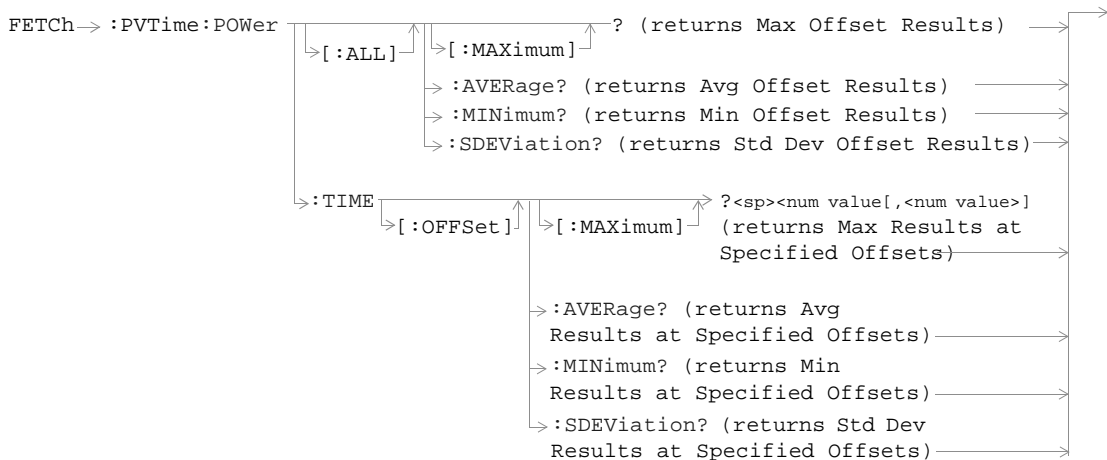 FETCh :PVTime:POWer ? (returns Max Offset Results)
[:ALL] [:MAXimum]
:AVERage? (returns Avg Offset Results)
:MINimum? (returns Min Offset Results)
:SDEViation? (returns Std Dev Offset Results)
:TIME ?<sp><num value[,<num value>]
[:OFFSet] [:MAXimum] (returns Max Results at
Specified Offsets)
:AVERage? (returns Avg
Results at Specified Offsets)
:MINimum? (returns Min
Results at Specified Offsets)
:SDEViation? (returns Std Dev
Results at Specified Offsets)